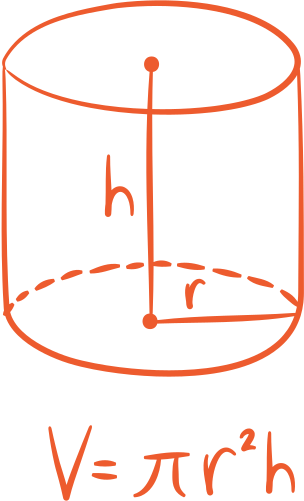 h
r
V = πr²h